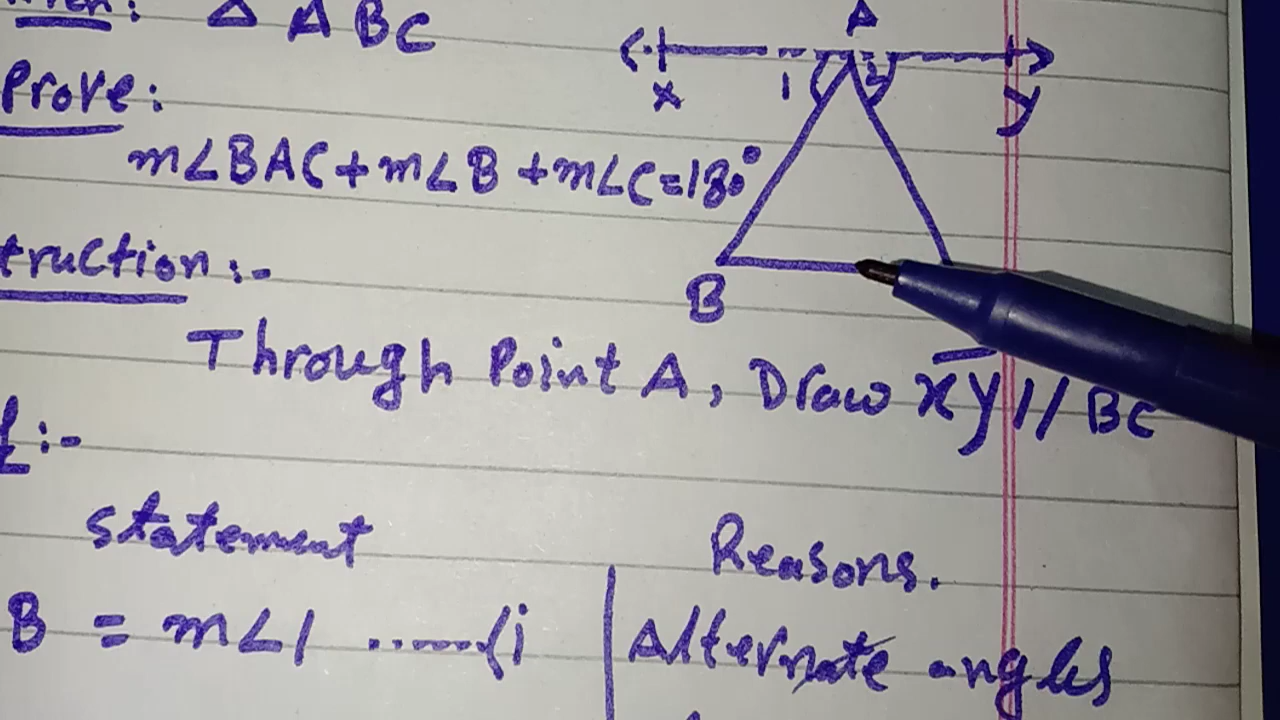 : Δ ABC
A
x 1 2 y
Prove:
m∠BAC + m∠B + m∠C = 180°
truction :-
B
Through Point A, Draw xy // BC
:-
statement Reasons.
B = m∠1 ......(i Alternate angles